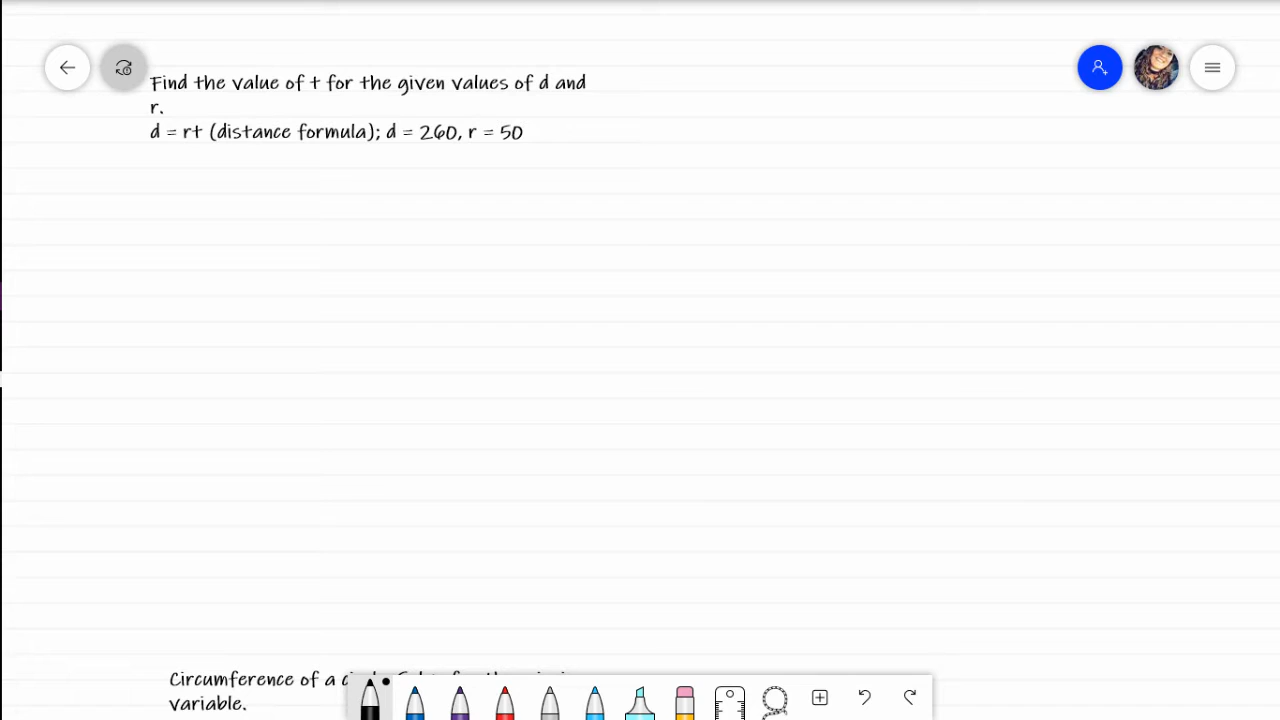 Find the value of t for the given values of d and
r.
d = rt (distance formula); d = 260, r = 50
Circumference of a
variable.